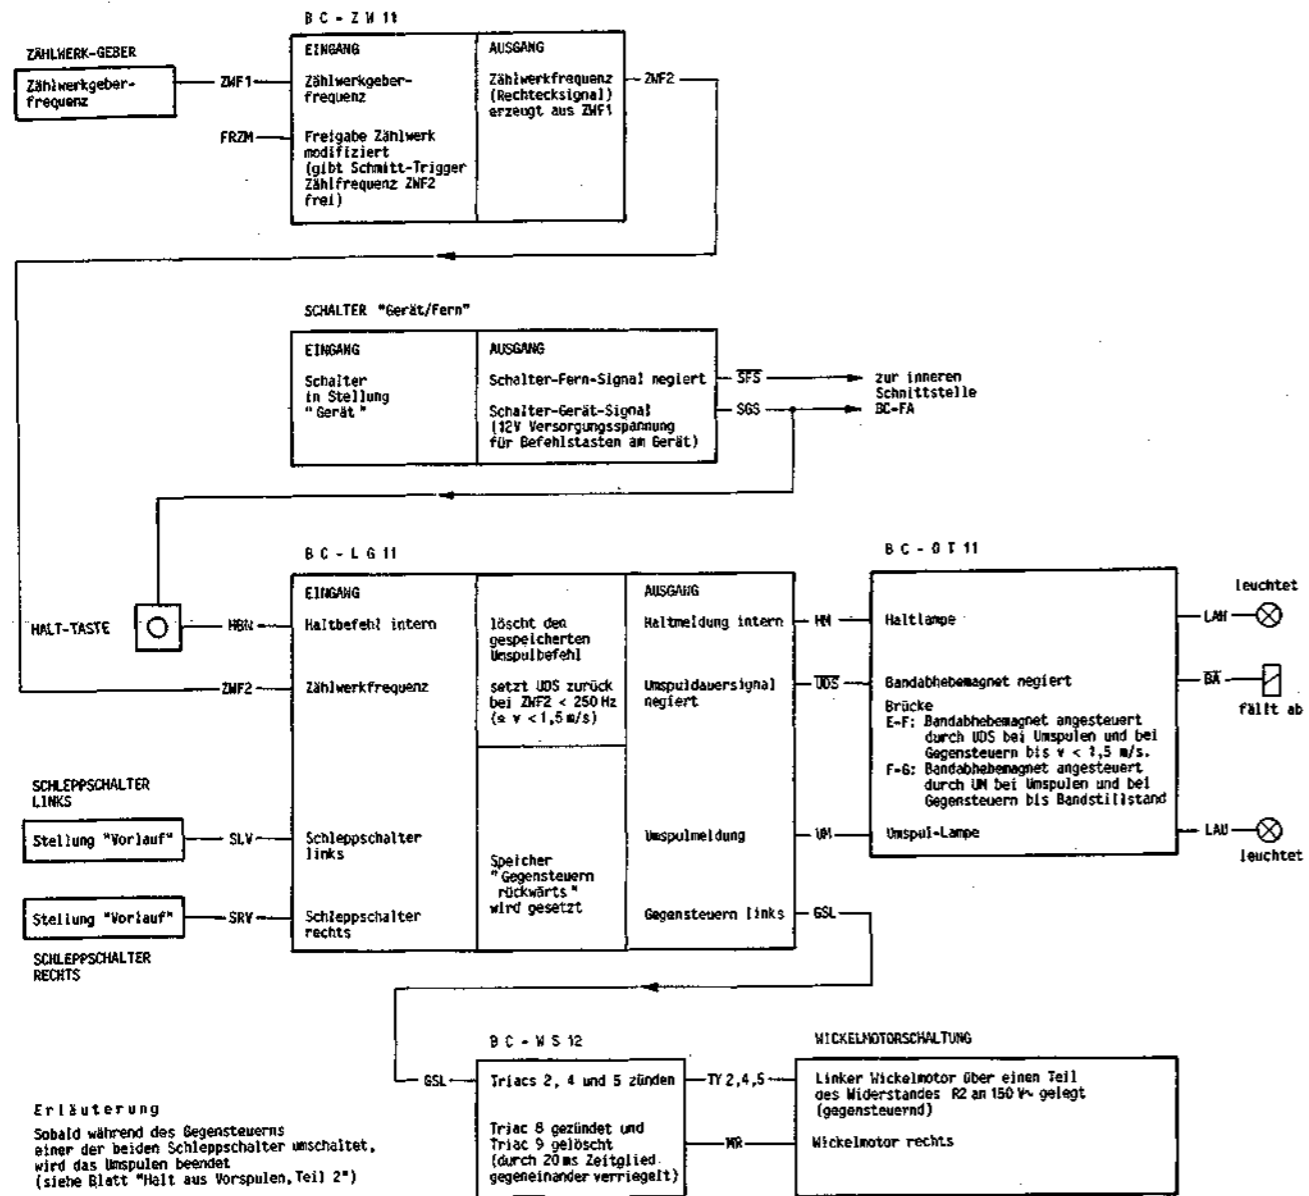 BC - ZW 11
ZÄHLWERK-GEBER
Zählwerkgeber-
frequenz
ZWF1
FRZM
EINGANG
Zählwerkgeber-
frequenz
Freigabe Zählwerk
modifiziert
(gibt Schmitt-Trigger
Zählfrequenz ZWF2
frei)
AUSGANG
Zählwerkfrequenz
(Rechtecksignal)
erzeugt aus ZWF1
ZWF2
SCHALTER "Gerät/Fern"
EINGANG
Schalter
in Stellung
"Gerät"
AUSGANG
Schalter-Fern-Signal negiert
Schalter-Gerät-Signal
(12V Versorgungsspannung
für Befehlstasten am Gerät)
S̅F̅S̅
SGS
zur inneren
Schnittstelle
BC-FA
BC - LG 11
HALT-TASTE
HBN
ZWF2
EINGANG
Haltbefehl intern
Zählwerkfrequenz
löscht den
gespeicherten
Umspulbefehl
setzt UDS zurück
bei ZWF2 < 250 Hz
(≙ v < 1,5 m/s)
AUSGANG
Haltmeldung intern
Umspuldauersignal
negiert
HM
U̅D̅S̅
SCHLEPPSCHALTER
LINKS
Stellung "Vorlauf"
SLV
Schleppschalter
links
Stellung "Vorlauf"
SRV
Schleppschalter
rechts
SCHLEPPSCHALTER
RECHTS
Speicher
"Gegensteuern
rückwärts"
wird gesetzt
Umspulmeldung
UM
Gegensteuern links
GSL
BC - OT 11
Haltlampe
Bandabhebemagnet negiert
Brücke
E-F: Bandabhebemagnet angesteuert
durch UDS bei Umspulen und bei
Gegensteuern bis v < 1,5 m/s.
F-G: Bandabhebemagnet angesteuert
durch UM bei Umspulen und bei
Gegensteuern bis Bandstillstand
Umspul-Lampe
LAH
leuchtet
B̅A̅
fällt ab
LAU
leuchtet
BC - WS 12
GSL
Triacs 2, 4 und 5 zünden
Triac 8 gezündet und
Triac 9 gelöscht
(durch 20 ms Zeitglied
gegeneinander verriegelt)
TY 2,4,5
MR
WICKELMOTORSCHALTUNG
Linker Wickelmotor über einen Teil
des Widerstandes R2 an 150 V~ gelegt
(gegensteuernd)
Wickelmotor rechts
Erläuterung
Sobald während des Gegensteuerns
einer der beiden Schleppschalter umschaltet,
wird das Umspulen beendet
(siehe Blatt "Halt aus Vorspulen, Teil 2")